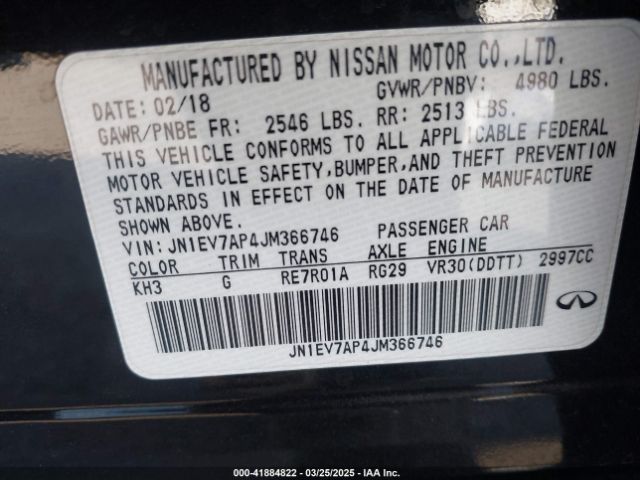 MANUFACTURED BY NISSAN MOTOR CO.,LTD.
DATE: 02/18 GVWR/PNBV: 4980 LBS.
GAWR/PNBE FR: 2546 LBS. RR: 2513 LBS.
THIS VEHICLE CONFORMS TO ALL APPLICABLE FEDERAL
MOTOR VEHICLE SAFETY,BUMPER,AND THEFT PREVENTION
STANDARDS IN EFFECT ON THE DATE OF MANUFACTURE
SHOWN ABOVE.
VIN: JN1EV7AP4JM366746 PASSENGER CAR
COLOR TRIM TRANS AXLE ENGINE
KH3 G RE7R01A RG29 VR30(DDTT) 2997CC
JN1EV7AP4JM366746
INFINITI
000-41884822 — 03/25/2025 — IAA Inc.